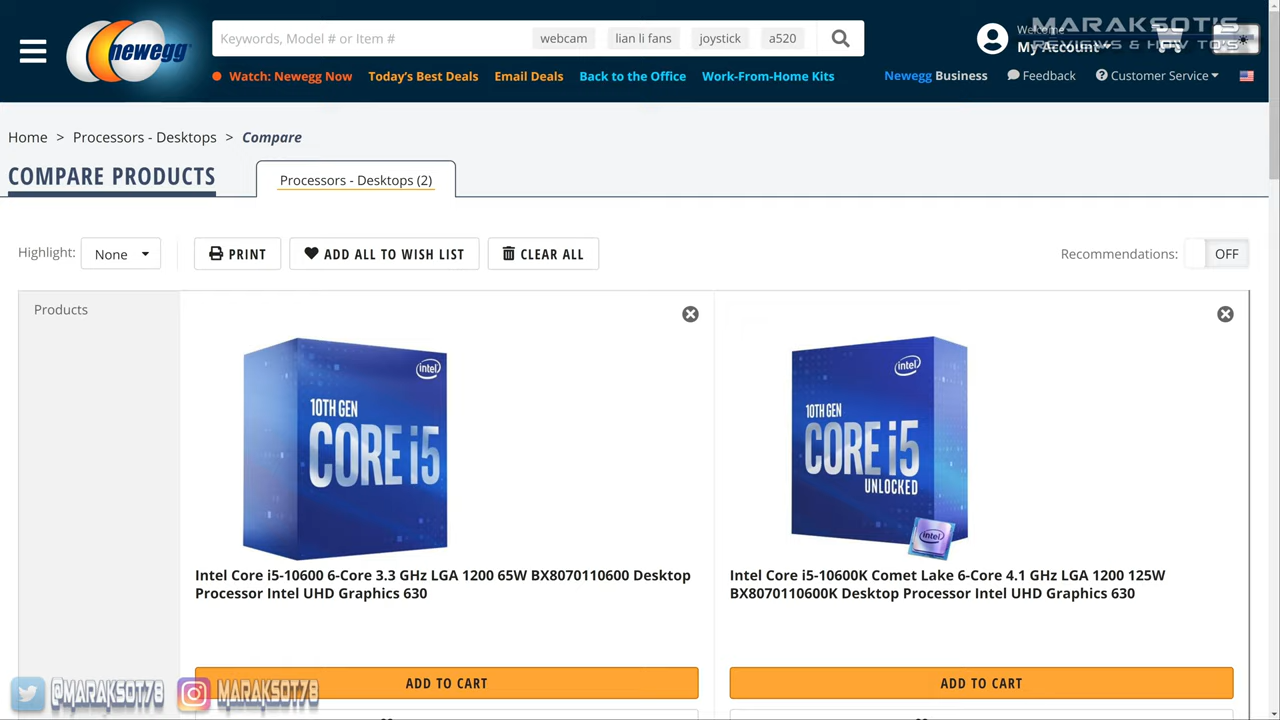 newegg
Keywords, Model # or Item #
webcam
lian li fans
joystick
a520
Welcome
My Account
MARAKSOTIS
REVIEWS & HOW TO'S
Watch: Newegg Now
Today's Best Deals
Email Deals
Back to the Office
Work-From-Home Kits
Newegg Business
Feedback
Customer Service
Home > Processors - Desktops > Compare
COMPARE PRODUCTS
Processors - Desktops (2)
Highlight:
None
PRINT
ADD ALL TO WISH LIST
CLEAR ALL
Recommendations:
OFF
Products
intel
10TH GEN
CORE i5
intel
10TH GEN
CORE i5
UNLOCKED
intel
Intel Core i5-10600 6-Core 3.3 GHz LGA 1200 65W BX8070110600 Desktop
Processor Intel UHD Graphics 630
Intel Core i5-10600K Comet Lake 6-Core 4.1 GHz LGA 1200 125W
BX8070110600K Desktop Processor Intel UHD Graphics 630
ADD TO CART
ADD TO CART
@MARAKSOT78
MARAKSOT78